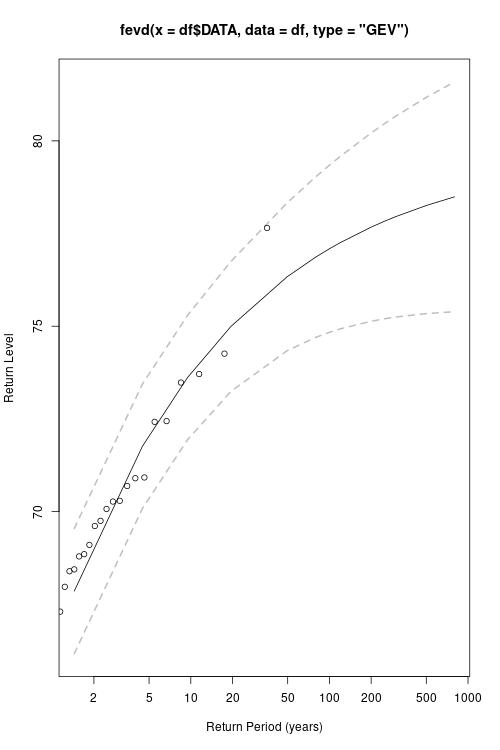 fevd(x = df$DATA, data = df, type = "GEV")
80
75
70
Return Level
2 5 10 20 50 100 200 500 1000
Return Period (years)